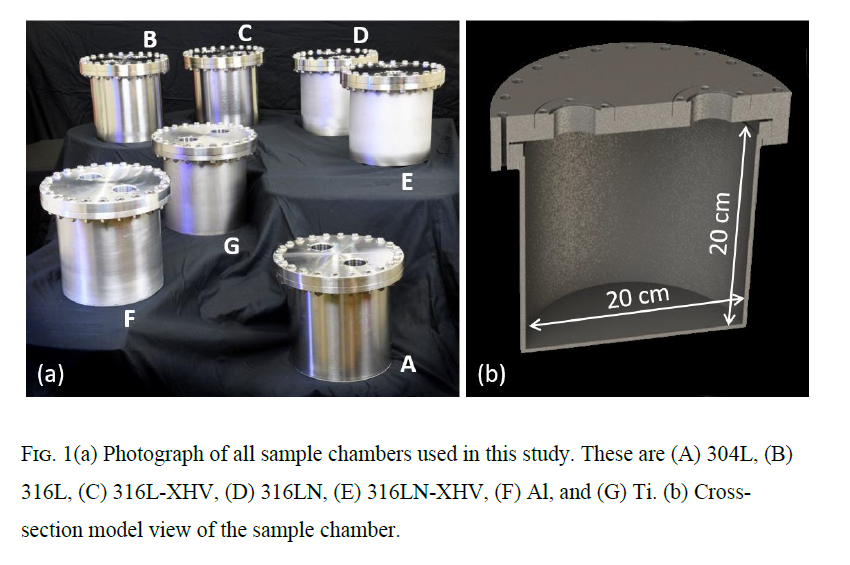 B
C
D
E
G
F
A
(a)
20 cm
20 cm
(b)
FIG. 1(a) Photograph of all sample chambers used in this study. These are (A) 304L, (B)
316L, (C) 316L-XHV, (D) 316LN, (E) 316LN-XHV, (F) Al, and (G) Ti. (b) Cross-
section model view of the sample chamber.